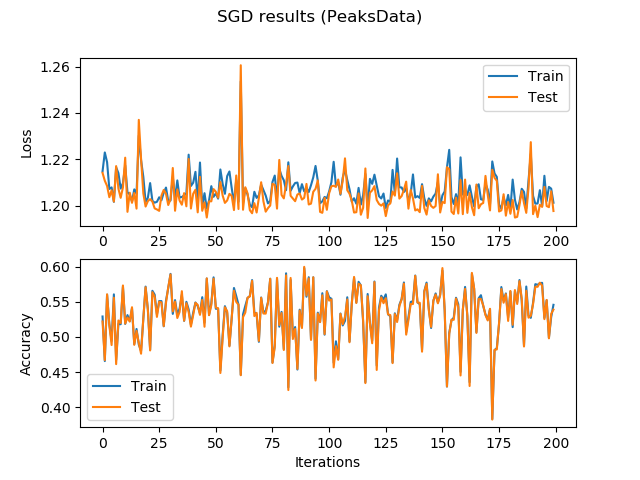 SGD results (PeaksData)
1.26
1.24
1.22
1.20
Loss
Train
Test
0 25 50 75 100 125 150 175 200
0.60
0.55
0.50
0.45
0.40
Accuracy
Train
Test
0 25 50 75 100 125 150 175 200
Iterations